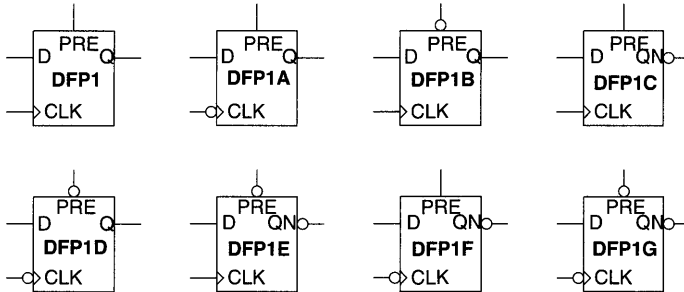 PRE
D Q
DFP1
CLK
PRE
D Q
DFP1A
CLK
PRE
D Q
DFP1B
CLK
PRE
D QN
DFP1C
CLK
PRE
D Q
DFP1D
CLK
PRE
D QN
DFP1E
CLK
PRE
D QN
DFP1F
CLK
PRE
D QN
DFP1G
CLK